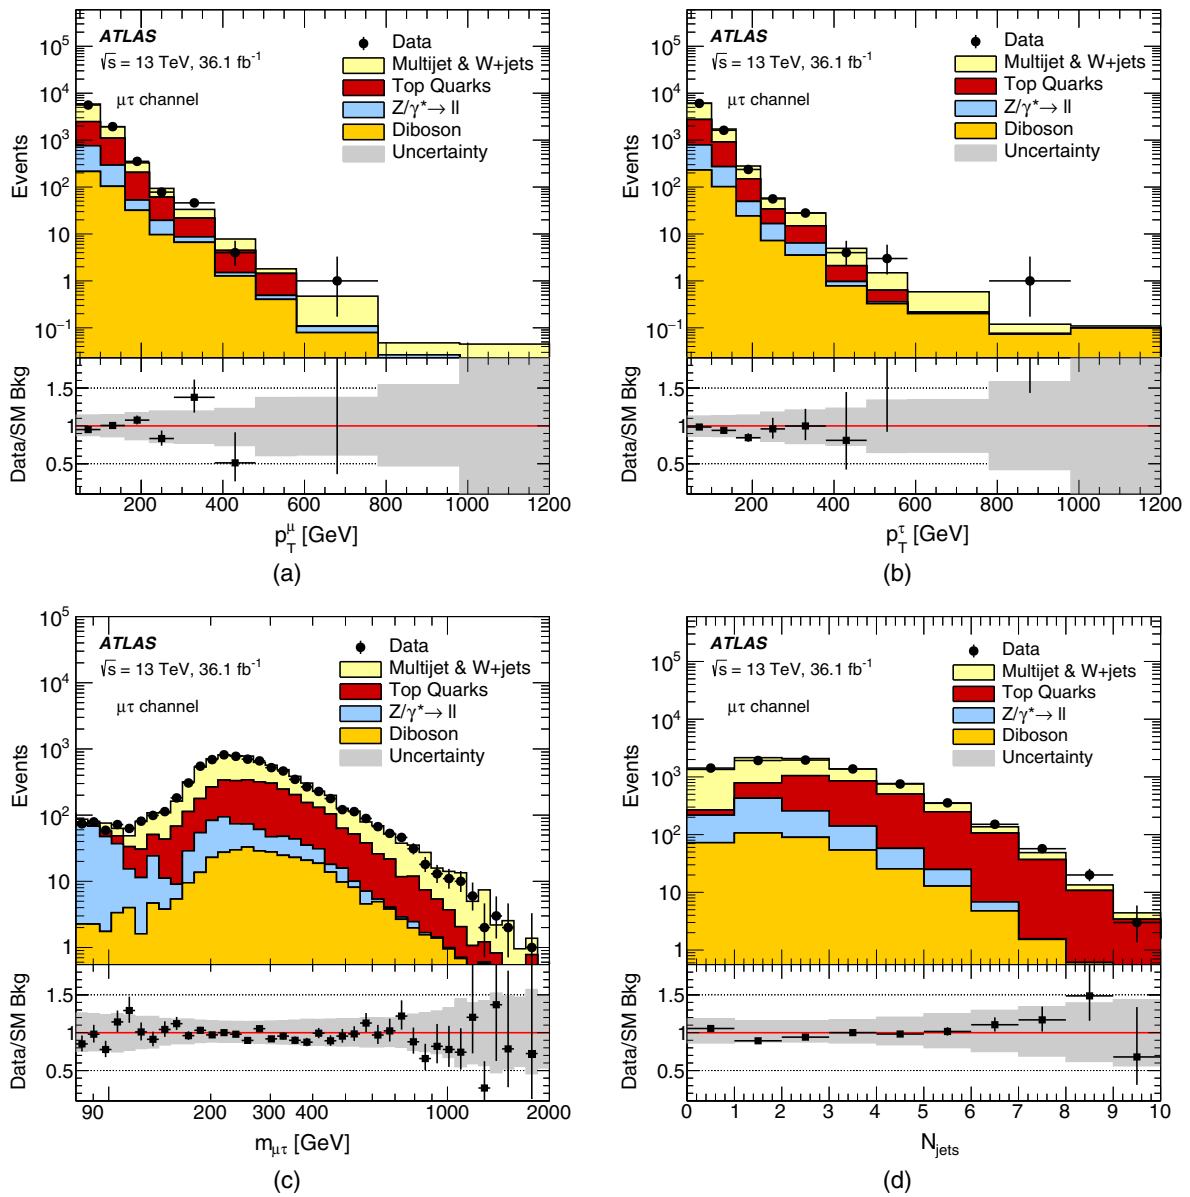 ATLAS
√s = 13 TeV, 36.1 fb⁻¹
μτ channel
Data
Multijet & W+jets
Top Quarks
Z/γ*→ ll
Diboson
Uncertainty
Events
10⁵
10⁴
10³
10²
10
1
10⁻¹
Data/SM Bkg
1.5
1
0.5
200 400 600 800 1000 1200
p_T^μ [GeV]
(a)
ATLAS
√s = 13 TeV, 36.1 fb⁻¹
μτ channel
Data
Multijet & W+jets
Top Quarks
Z/γ*→ ll
Diboson
Uncertainty
Events
10⁵
10⁴
10³
10²
10
1
10⁻¹
Data/SM Bkg
1.5
1
0.5
200 400 600 800 1000 1200
p_T^τ [GeV]
(b)
ATLAS
√s = 13 TeV, 36.1 fb⁻¹
μτ channel
Data
Multijet & W+jets
Top Quarks
Z/γ*→ ll
Diboson
Uncertainty
Events
10⁵
10⁴
10³
10²
10
1
Data/SM Bkg
1.5
1
0.5
90 200 300 400 1000 2000
m_μτ [GeV]
(c)
ATLAS
√s = 13 TeV, 36.1 fb⁻¹
μτ channel
Data
Multijet & W+jets
Top Quarks
Z/γ*→ ll
Diboson
Uncertainty
Events
10⁵
10⁴
10³
10²
10
1
Data/SM Bkg
1.5
1
0.5
0 1 2 3 4 5 6 7 8 9 10
N_jets
(d)